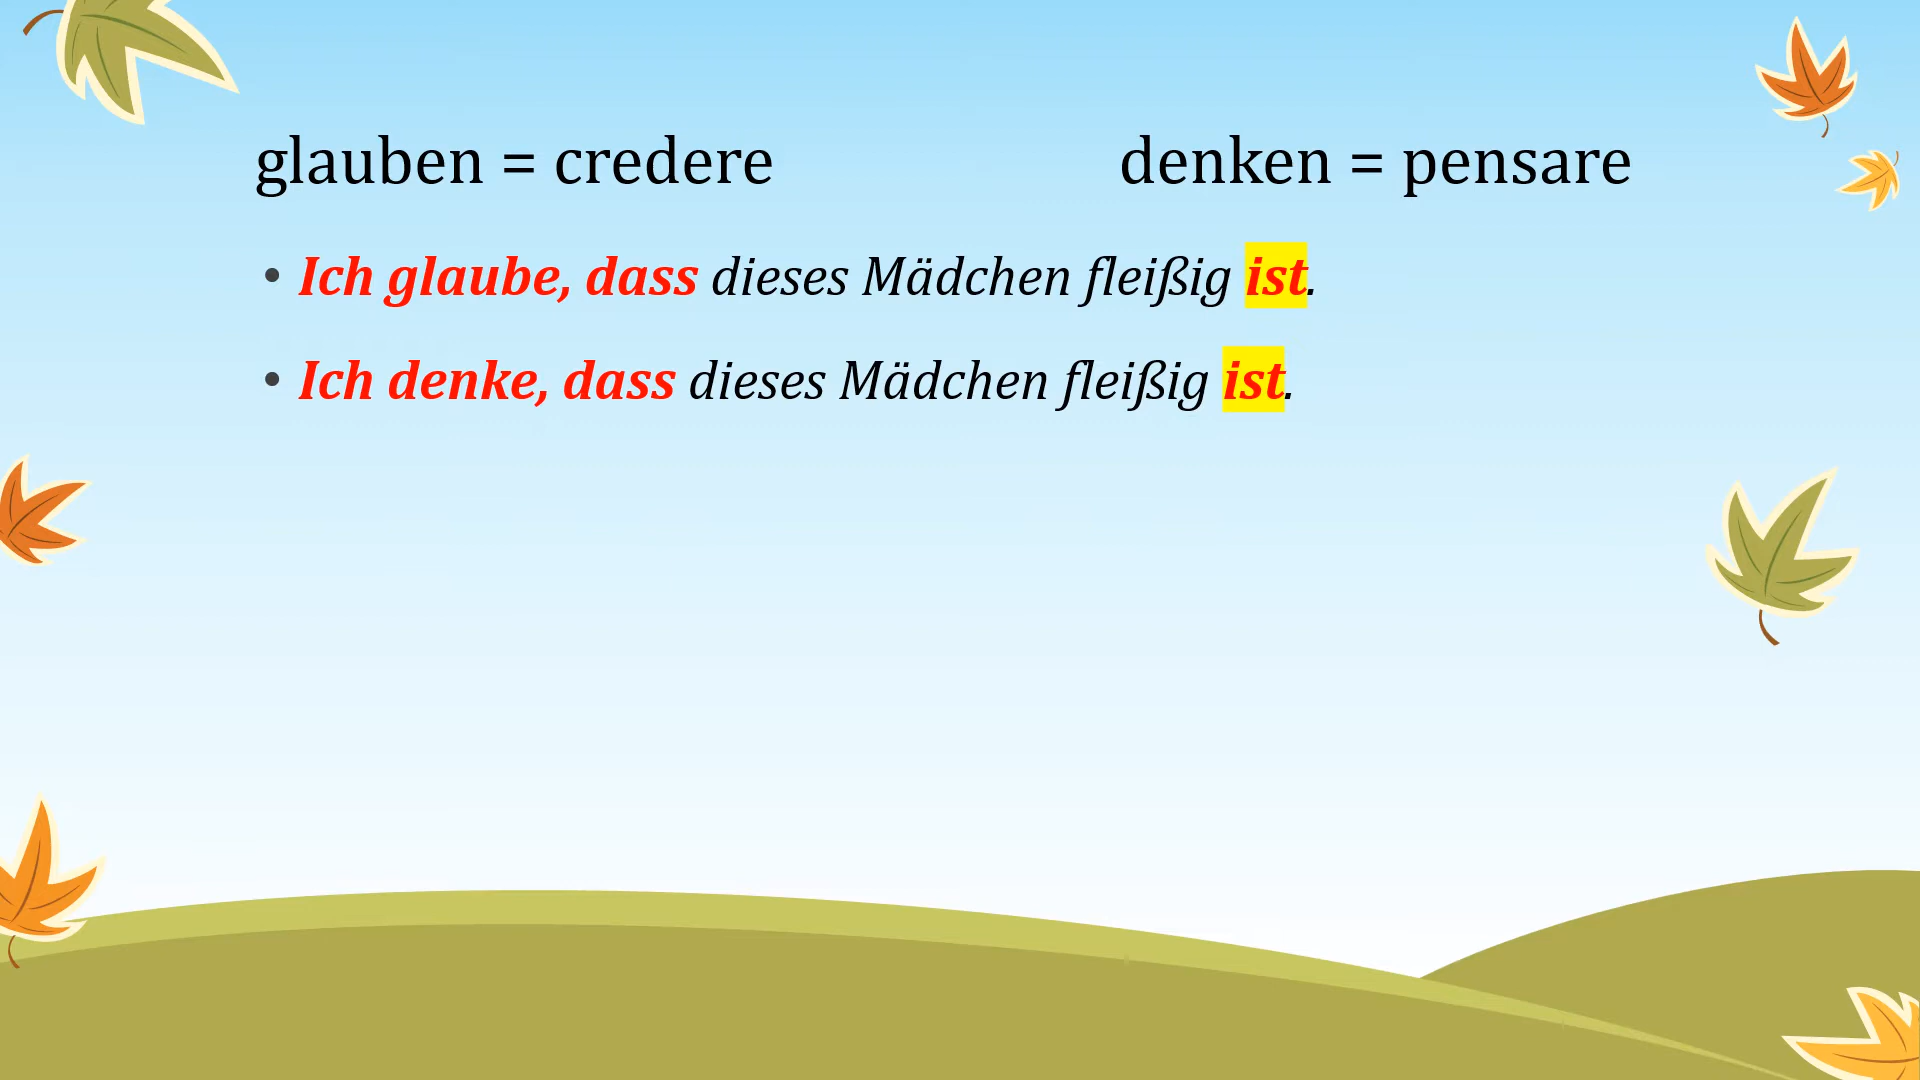 glauben = credere denken = pensare
• Ich glaube, dass dieses Mädchen fleißig ist.
• Ich denke, dass dieses Mädchen fleißig ist.